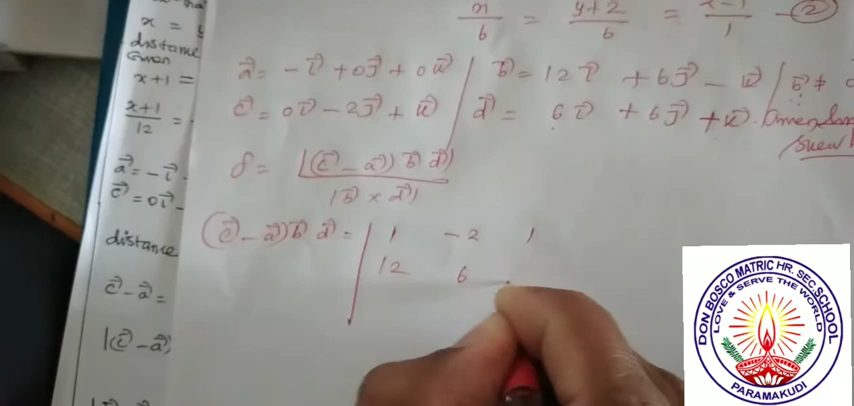 x/6 = y+2/6 = x-1/1 - ②
x = y
distance
Given
x+1 =
x+1/12 =
a⃗ = -i⃗ + 0j⃗ + 0k⃗ | b⃗ = 12i⃗ + 6j⃗ - k⃗ | b⃗ ≠
c⃗ = 0i⃗ - 2j⃗ + k⃗ | d⃗ = 6i⃗ + 6j⃗ + k⃗.
skew
a⃗ = -i⃗
c⃗ = 0i⃗ -
δ = |(c⃗ - a⃗) b⃗ d⃗| / |b⃗ × d⃗|
(c⃗ - a⃗) b⃗ d⃗ = | 1 -2 1
12 6
distance
c⃗ - a⃗ =
|(c⃗ - a⃗)
DON BOSCO MATRIC HR. SEC. SCHOOL
LOVE & SERVE THE WORLD
PARAMAKUDI